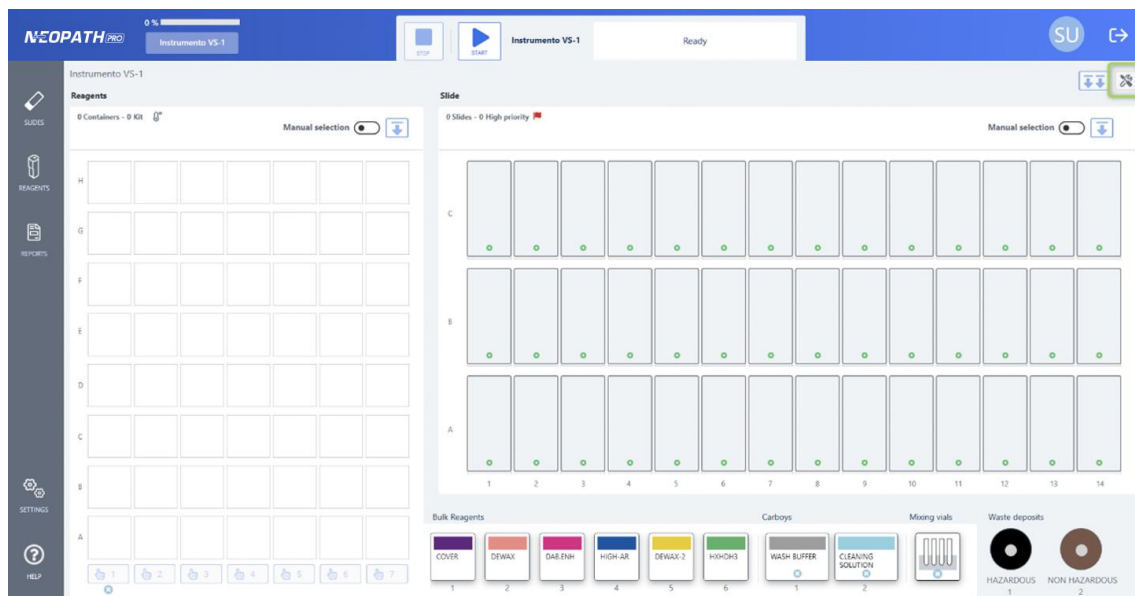 NEOPATH PRO
0 %
Instrumento VS-1
STOP
START
Instrumento VS-1
Ready
SU
SLIDES
REAGENTS
REPORTS
SETTINGS
HELP
Instrumento VS-1
Reagents
0 Containers - 0 Kit
Manual selection
H
G
F
E
D
C
B
A
1 2 3 4 5 6 7
Slide
0 Slides - 0 High priority
Manual selection
C
B
A
1 2 3 4 5 6 7 8 9 10 11 12 13 14
Bulk Reagents
COVER DEWAX DAB.ENH HIGH-AR DEWAX-2 HXHDH3
1 2 3 4 5 6
Carboys
WASH BUFFER
1
CLEANING
SOLUTION
2
Mixing vials
Waste deposits
HAZARDOUS
1
NON HAZARDOUS
2